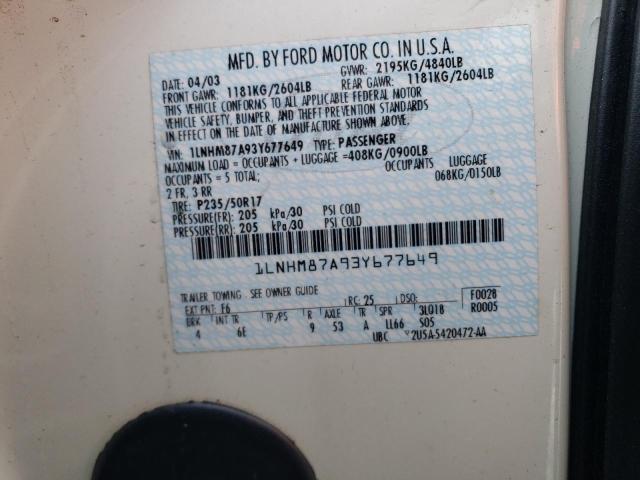 MFD. BY FORD MOTOR CO. IN U.S.A.
DATE: 04/03 GVWR: 2195KG/4840LB
FRONT GAWR: 1181KG/2604LB REAR GAWR: 1181KG/2604LB
THIS VEHICLE CONFORMS TO ALL APPLICABLE FEDERAL MOTOR
VEHICLE SAFETY, BUMPER, AND THEFT PREVENTION STANDARDS
IN EFFECT ON THE DATE OF MANUFACTURE SHOWN ABOVE.
VIN: 1LNHM87A93Y677649 TYPE: PASSENGER
MAXIMUM LOAD = OCCUPANTS + LUGGAGE =408KG/0900LB
OCCUPANTS = 5 TOTAL; LUGGAGE
2 FR, 3 RR 068KG/0150LB
TIRE: P235/50R17
PRESSURE(FR): 205 kPa/30 PSI COLD
PRESSURE(RR): 205 kPa/30 PSI COLD
1LNHM87A93Y677649
TRAILER TOWING - SEE OWNER GUIDE
EXT PNT: F6 RC: 25 DSO: F0028
BRK INT TR TP/PS R AXLE TR SPR 3L018 R0005
4 6E 9 53 A LL66 SOS
UBC 2U5A-5420472-AA